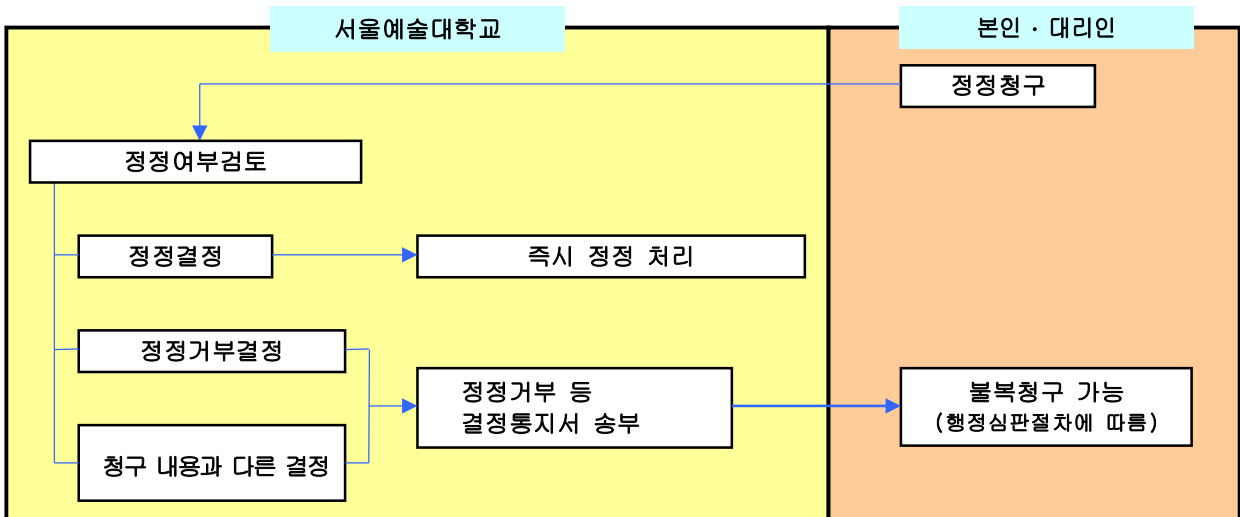 서울예술대학교
본인 · 대리인
정정청구
정정여부검토
정정결정
즉시 정정 처리
정정거부결정
정정거부 등
결정통지서 송부
불복청구 가능
(행정심판절차에 따름)
청구 내용과 다른 결정